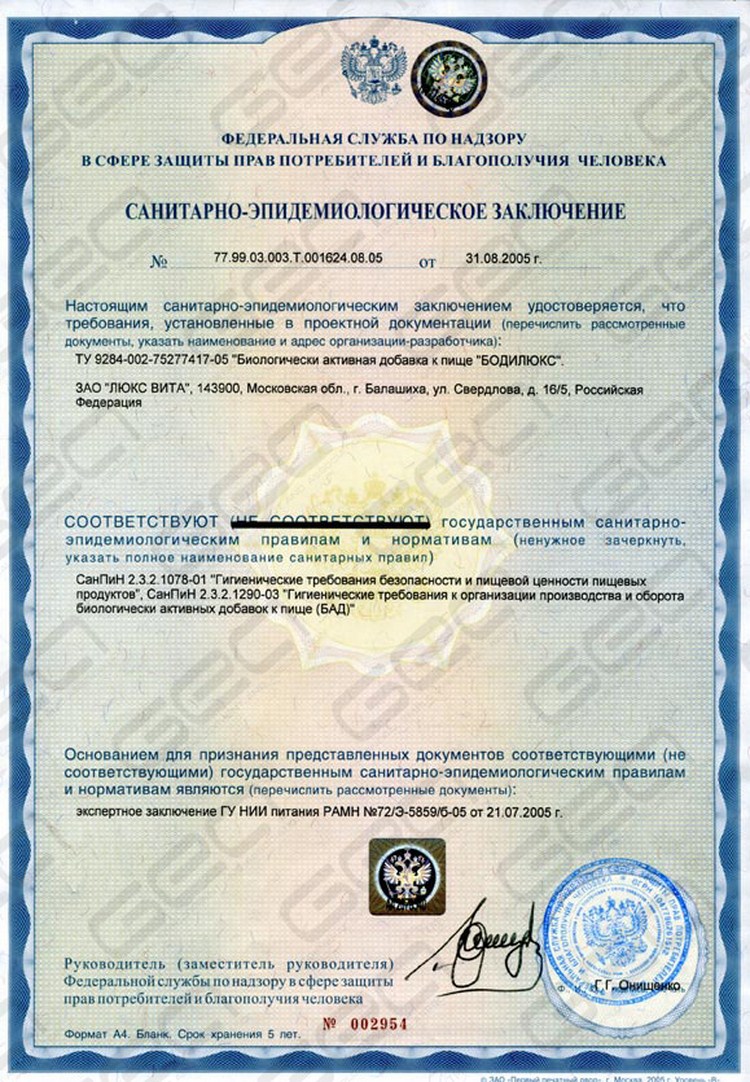 ФЕДЕРАЛЬНАЯ СЛУЖБА ПО НАДЗОРУ
В СФЕРЕ ЗАЩИТЫ ПРАВ ПОТРЕБИТЕЛЕЙ И БЛАГОПОЛУЧИЯ ЧЕЛОВЕКА
САНИТАРНО-ЭПИДЕМИОЛОГИЧЕСКОЕ ЗАКЛЮЧЕНИЕ
№ 77.99.03.003.Т.001624.08.05 от 31.08.2005 г.
Настоящим санитарно-эпидемиологическим заключением удостоверяется, что
требования, установленные в проектной документации (перечислить рассмотренные
документы, указать наименование и адрес организации-разработчика):
ТУ 9284-002-75277417-05 "Биологически активная добавка к пище "БОДИЛЮКС".
ЗАО "ЛЮКС ВИТА", 143900, Московская обл., г. Балашиха, ул. Свердлова, д. 16/5, Российская
Федерация
СООТВЕТСТВУЮТ (НЕ СООТВЕТСТВУЮТ) государственным санитарно-
эпидемиологическим правилам и нормативам (ненужное зачеркнуть,
указать полное наименование санитарных правил)
СанПиН 2.3.2.1078-01 "Гигиенические требования безопасности и пищевой ценности пищевых
продуктов", СанПиН 2.3.2.1290-03 "Гигиенические требования к организации производства и оборота
биологически активных добавок к пище (БАД)"
Основанием для признания представленных документов соответствующими (не
соответствующими) государственным санитарно-эпидемиологическим правилам
и нормативам являются (перечислить рассмотренные документы):
экспертное заключение ГУ НИИ питания РАМН №72/Э-5859/б-05 от 21.07.2005 г.
Руководитель (заместитель руководителя)
Федеральной службы по надзору в сфере защиты
прав потребителей и благополучия человека
Г.Г. Онищенко
№ 002954
Формат А4. Бланк. Срок хранения 5 лет.
© ЗАО «Первый печатный двор», г. Москва, 2005 г.
GEC